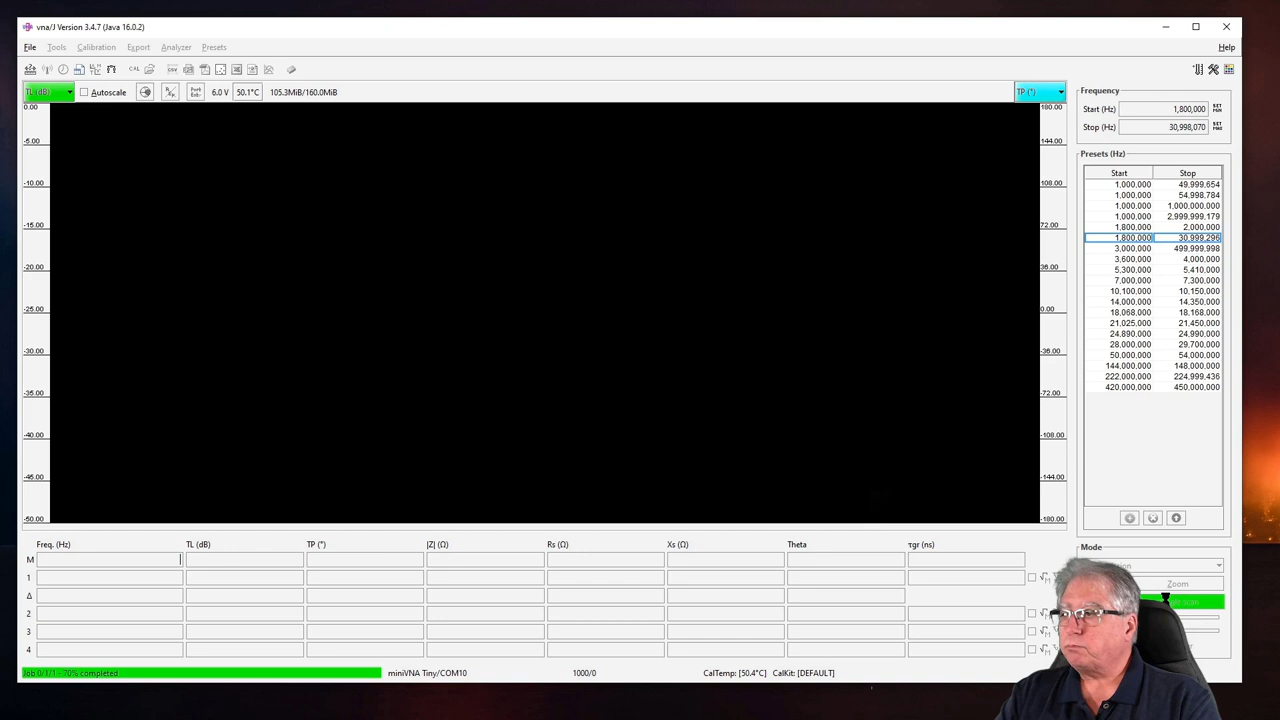 vna/J Version 3.4.7 (Java 16.0.2)
File Tools Calibration Export Analyzer Presets Help
CAL
TL (dB) Autoscale 6.0 V 50.1°C 105.3MiB/160.0MiB TP (°)
0.00 180.00
-5.00 144.00
-10.00 108.00
-15.00 72.00
-20.00 36.00
-25.00 0.00
-30.00 -36.00
-35.00 -72.00
-40.00 -108.00
-45.00 -144.00
-50.00 -180.00
Frequency
Start (Hz) 1,800,000
Stop (Hz) 30,998,070
Presets (Hz)
Start Stop
1,000,000 49,999,654
1,000,000 54,998,784
1,000,000 1,000,000,000
1,000,000 2,999,999,179
1,800,000 2,000,000
1,800,000 30,999,296
3,000,000 499,999,998
3,600,000 4,000,000
5,300,000 5,410,000
7,000,000 7,300,000
10,100,000 10,150,000
14,000,000 14,350,000
18,068,000 18,168,000
21,025,000 21,450,000
24,890,000 24,990,000
28,000,000 29,700,000
50,000,000 54,000,000
144,000,000 148,000,000
222,000,000 224,999,436
420,000,000 450,000,000
Freq. (Hz) TL (dB) TP (°) |Z| (Ω) Rs (Ω) Xs (Ω) Theta τgr (ns)
M
1
Δ
2
3
4
Mode
Zoom
Job 0/1/1 - 70% completed miniVNA Tiny/COM10 1000/0 CalTemp: [50.4°C] CalKit: [DEFAULT]